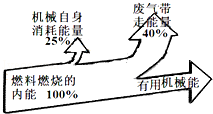 机械自身
消耗能量
25%
废气带
走能量
40%
燃料燃烧的
内能 100%
有用机械能